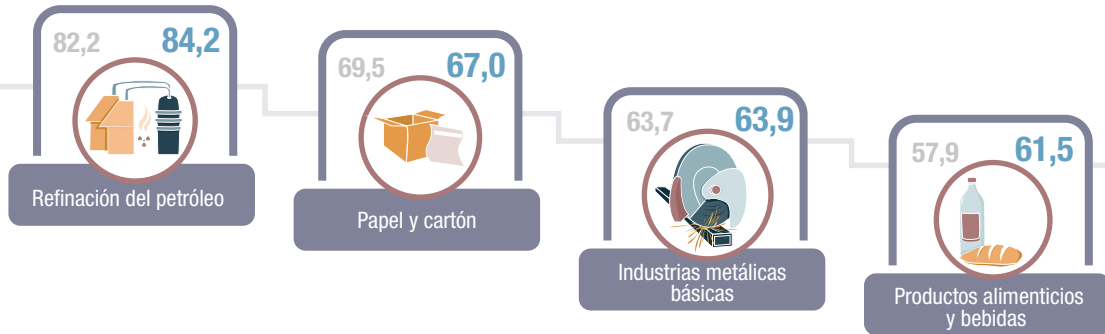 82,2 84,2
Refinación del petróleo
69,5 67,0
Papel y cartón
63,7 63,9
Industrias metálicas
básicas
57,9 61,5
Productos alimenticios
y bebidas